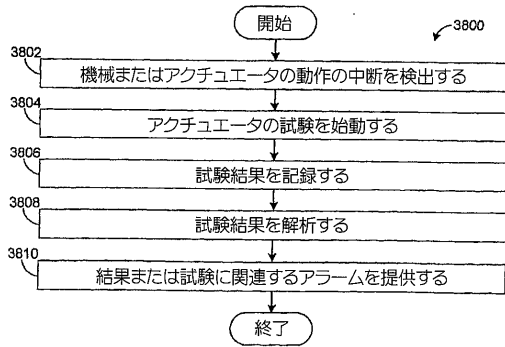 開始
3800
3802
機械またはアクチュエータの動作の中断を検出する
3804
アクチュエータの試験を始動する
3806
試験結果を記録する
3808
試験結果を解析する
3810
結果または試験に関連するアラームを提供する
終了